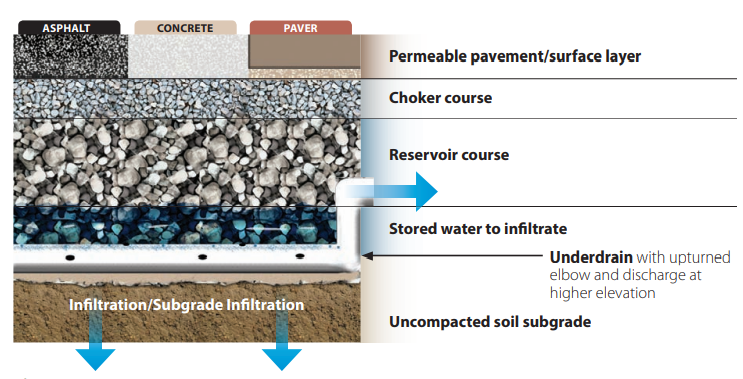 ASPHALT
CONCRETE
PAVER
Permeable pavement/surface layer
Choker course
Reservoir course
Stored water to infiltrate
Underdrain with upturned
elbow and discharge at
higher elevation
Infiltration/Subgrade Infiltration
Uncompacted soil subgrade